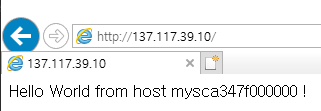 http://137.117.39.10/
137.117.39.10
Hello World from host mysca347f000000 !